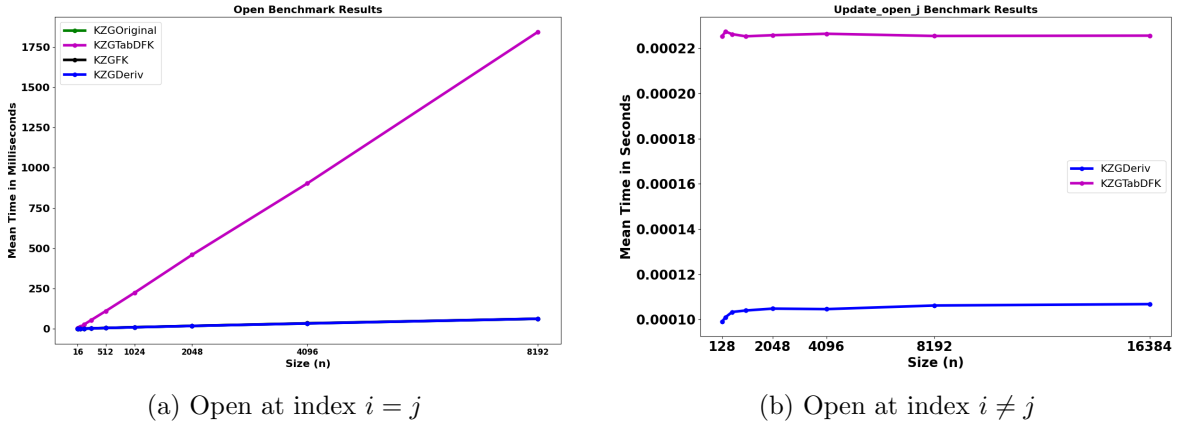 Open Benchmark Results
KZGOriginal
KZGTabDFK
KZGFK
KZGDeriv
Mean Time in Milliseconds
1750
1500
1250
1000
750
500
250
0
16 512 1024 2048 4096 8192
Size (n)
(a) Open at index i = j
Update_open_j Benchmark Results
KZGDeriv
KZGTabDFK
Mean Time in Seconds
0.00022
0.00020
0.00018
0.00016
0.00014
0.00012
0.00010
128 2048 4096 8192 16384
Size (n)
(b) Open at index i ≠ j